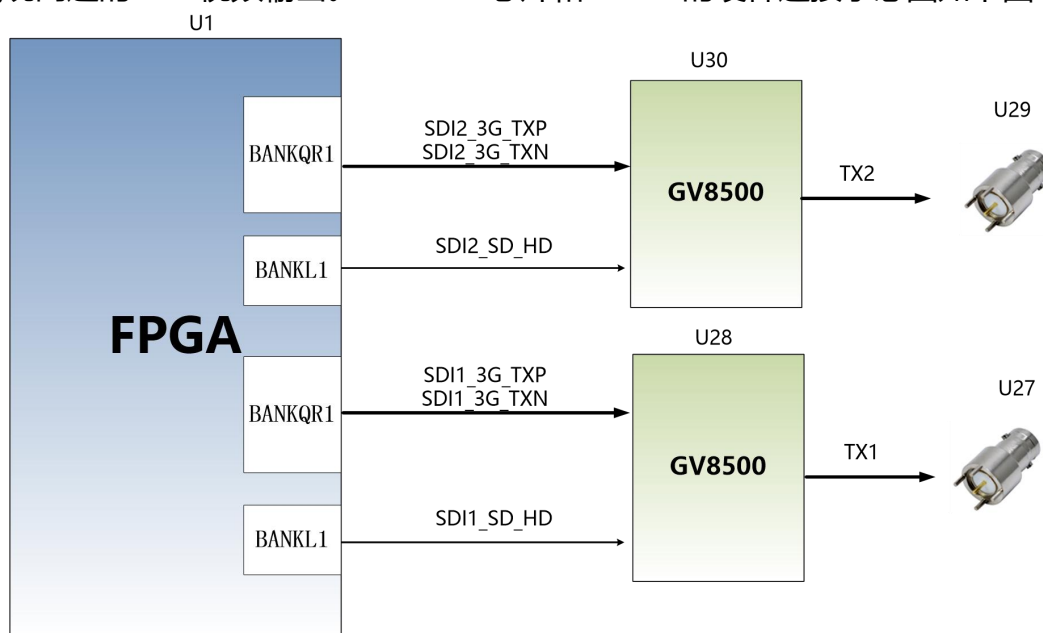 U1
U30
U29
BANKQR1
SDI2_3G_TXP
SDI2_3G_TXN
GV8500
TX2
BANKL1
SDI2_SD_HD
FPGA
U28
U27
BANKQR1
SDI1_3G_TXP
SDI1_3G_TXN
GV8500
TX1
BANKL1
SDI1_SD_HD